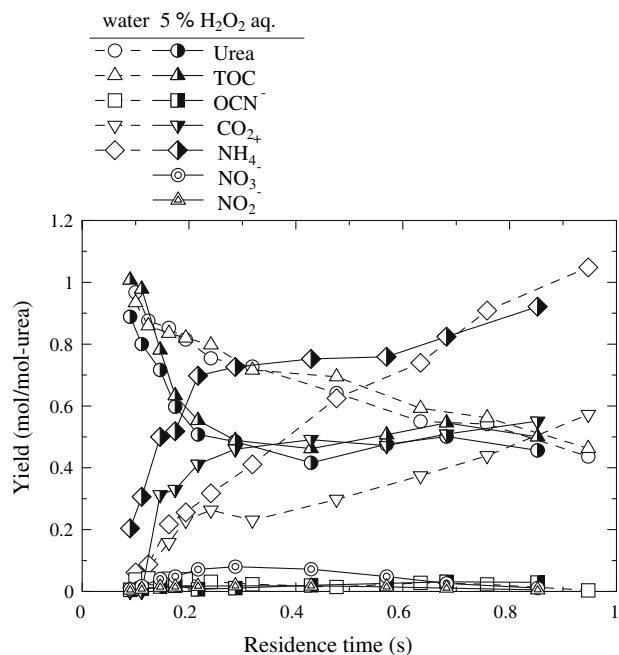 water 5 % H₂O₂ aq.
Urea
TOC
OCN⁻
CO₂
NH₄⁺
NO₃⁻
NO₂⁻
1.2
1
0.8
0.6
0.4
0.2
0
Yield (mol/mol-urea)
0 0.2 0.4 0.6 0.8 1
Residence time (s)